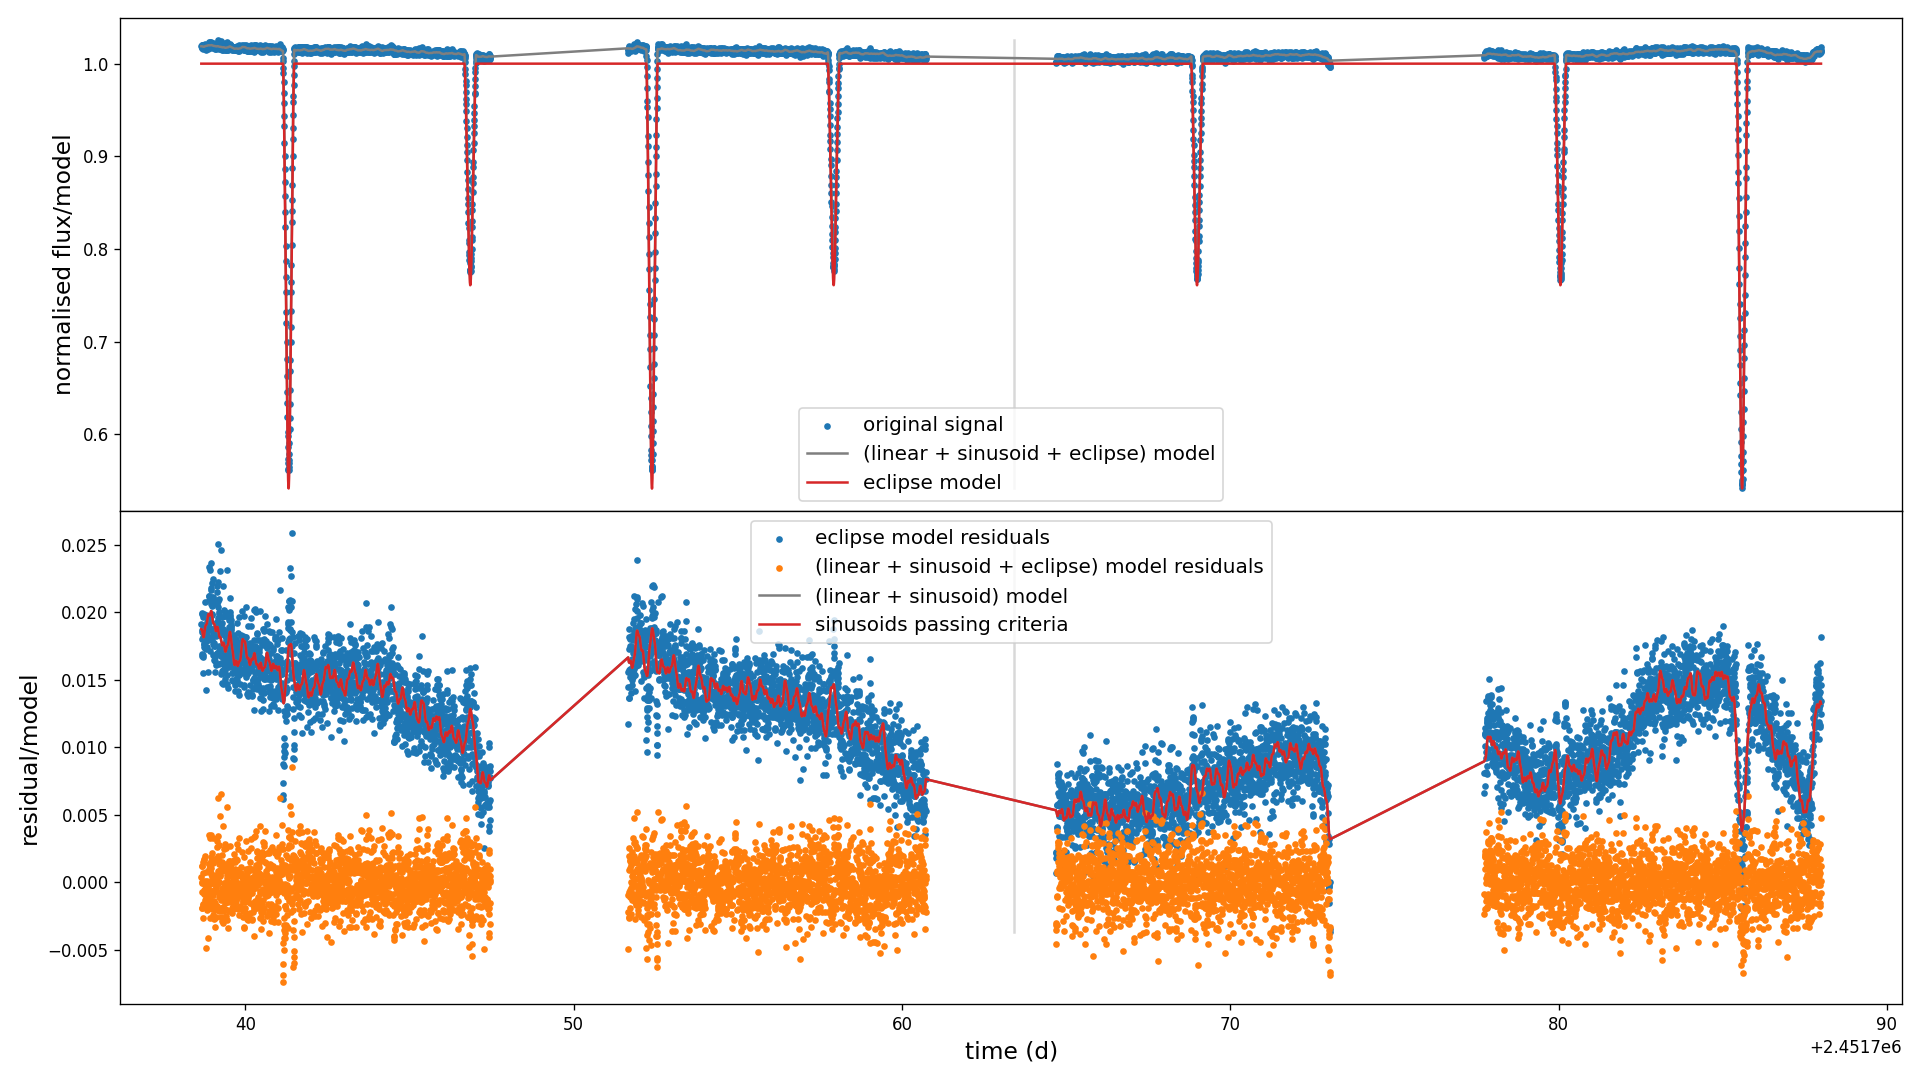 normalised flux/model
1.0
0.9
0.8
0.7
0.6
original signal
(linear + sinusoid + eclipse) model
eclipse model
residual/model
0.025
0.020
0.015
0.010
0.005
0.000
−0.005
eclipse model residuals
(linear + sinusoid + eclipse) model residuals
(linear + sinusoid) model
sinusoids passing criteria
40 50 60 70 80 90
time (d)
+2.4517e6